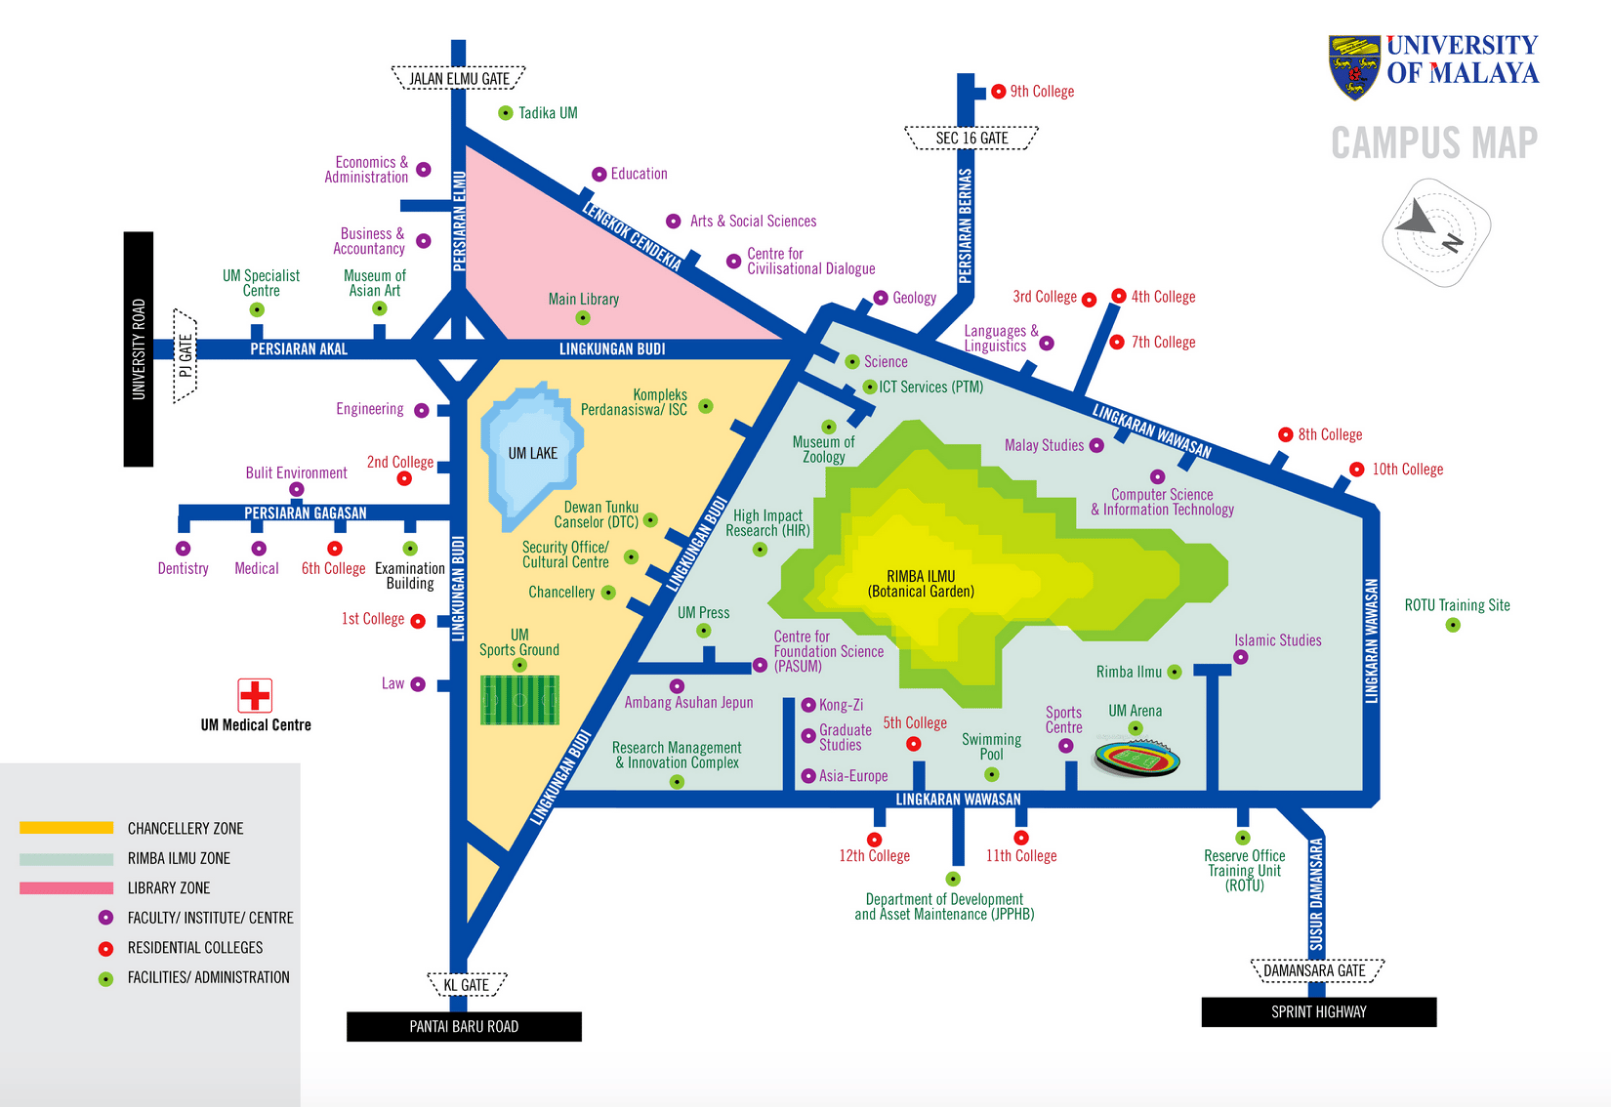 UNIVERSITY
OF MALAYA
CAMPUS MAP
N
JALAN ELMU GATE
Tadika UM
9th College
SEC 16 GATE
PERSIARAN BERNAS
Economics &
Administration
PERSIARAN ELMU
Education
LENGKOK CENDEKIA
Arts & Social Sciences
Business &
Accountancy
Centre for
Civilisational Dialogue
UM Specialist
Centre
Museum of
Asian Art
Main Library
Geology
3rd College
4th College
Languages &
Linguistics
7th College
UNIVERSITY ROAD
PJ GATE
PERSIARAN AKAL
LINGKUNGAN BUDI
Science
ICT Services (PTM)
Kompleks
Perdanasiswa/ ISC
Engineering
UM LAKE
Museum of
Zoology
LINGKARAN WAWASAN
Malay Studies
8th College
10th College
2nd College
Bulit Environment
Computer Science
& Information Technology
PERSIARAN GAGASAN
Dewan Tunku
Canselor (DTC)
High Impact
Research (HIR)
LINGKUNGAN BUDI
Security Office/
Cultural Centre
Dentistry
Medical
6th College
Examination
Building
LINGKUNGAN BUDI
Chancellery
RIMBA ILMU
(Botanical Garden)
LINGKARAN WAWASAN
ROTU Training Site
1st College
UM Press
UM
Sports Ground
Centre for
Foundation Science
(PASUM)
Islamic Studies
Rimba Ilmu
Law
Ambang Asuhan Jepun
Kong-Zi
Graduate
Studies
5th College
Sports
Centre
UM Arena
UM Medical Centre
Research Management
& Innovation Complex
Swimming
Pool
Asia-Europe
LINGKUNGAN BUDI
LINGKARAN WAWASAN
12th College
11th College
Reserve Office
Training Unit
(ROTU)
SUSUR DAMANSARA
Department of Development
and Asset Maintenance (JPPHB)
CHANCELLERY ZONE
RIMBA ILMU ZONE
LIBRARY ZONE
FACULTY/ INSTITUTE/ CENTRE
RESIDENTIAL COLLEGES
FACILITIES/ ADMINISTRATION
KL GATE
PANTAI BARU ROAD
DAMANSARA GATE
SPRINT HIGHWAY